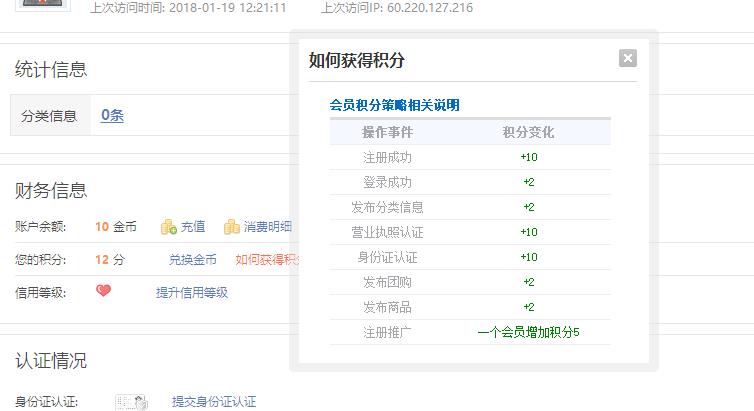 上次访问时间: 2018-01-19 12:21:11 上次访问IP: 60.220.127.216
统计信息
分类信息 0条
财务信息
账户余额: 10 金币 充值 消费明细
您的积分: 12 分 兑换金币 如何获得积
信用等级: 提升信用等级
认证情况
身份证认证: 提交身份证认证
如何获得积分
会员积分策略相关说明
操作事件 积分变化
注册成功 +10
登录成功 +2
发布分类信息 +2
营业执照认证 +10
身份证认证 +10
发布团购 +2
发布商品 +2
注册推广 一个会员增加积分5